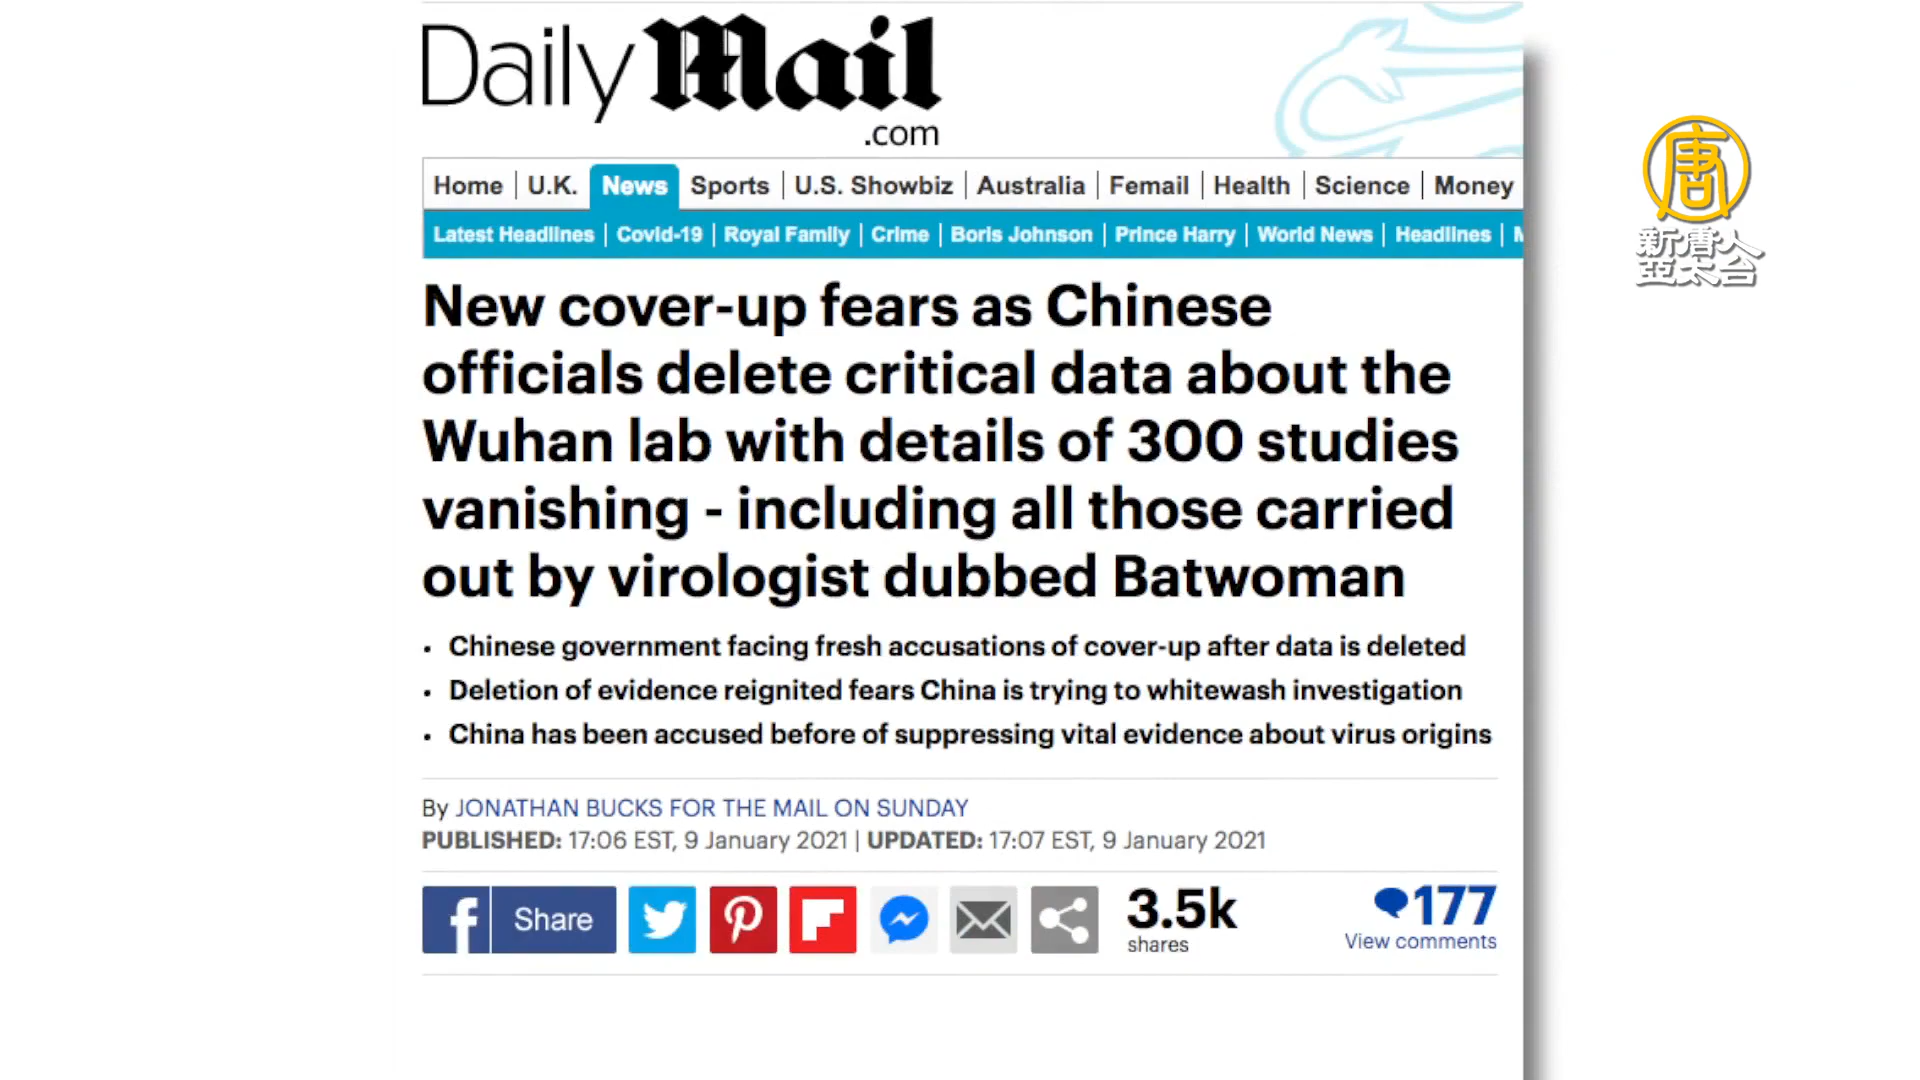 Daily Mail
.com
Home U.K. News Sports U.S. Showbiz Australia Femail Health Science Money
Latest Headlines Covid-19 Royal Family Crime Boris Johnson Prince Harry World News Headlines
唐
新唐人
亞太台
New cover-up fears as Chinese
officials delete critical data about the
Wuhan lab with details of 300 studies
vanishing - including all those carried
out by virologist dubbed Batwoman
• Chinese government facing fresh accusations of cover-up after data is deleted
• Deletion of evidence reignited fears China is trying to whitewash investigation
• China has been accused before of suppressing vital evidence about virus origins
By JONATHAN BUCKS FOR THE MAIL ON SUNDAY
PUBLISHED: 17:06 EST, 9 January 2021 | UPDATED: 17:07 EST, 9 January 2021
Share
3.5k
shares
177
View comments